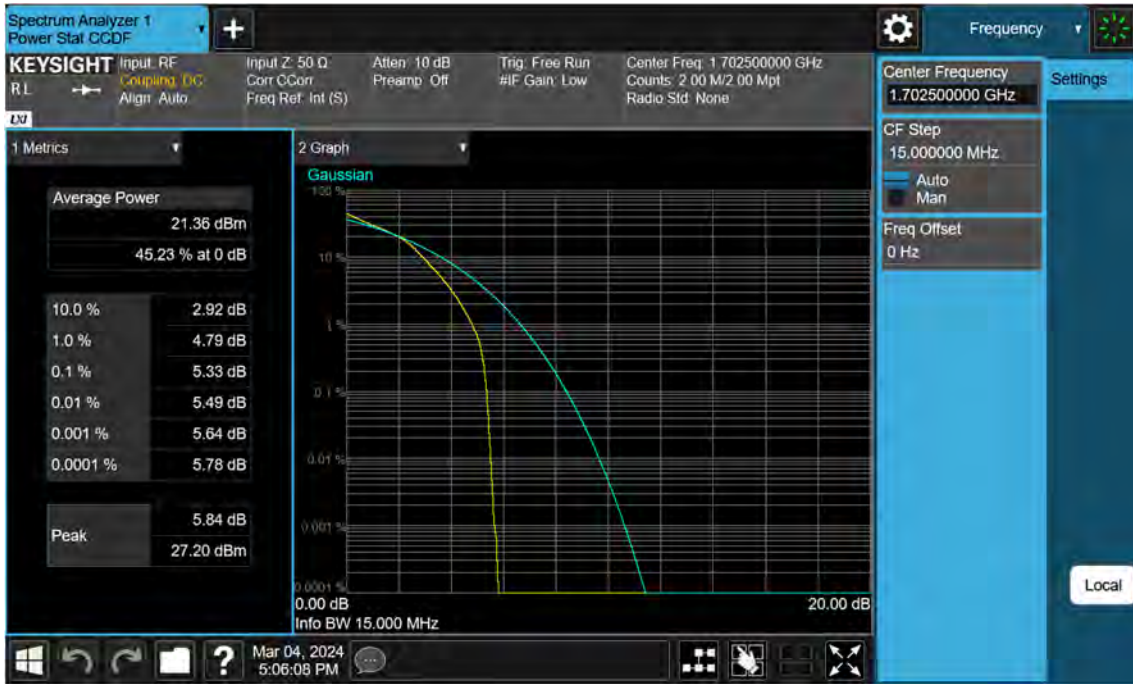 Spectrum Analyzer 1
Power Stat CCDF
Frequency
KEYSIGHT
R L
LXI
Input: RF
Coupling: DC
Align: Auto
Input Z: 50 Ω
Corr CCorr
Freq Ref: Int (S)
Atten: 10 dB
Preamp: Off
Trig: Free Run
#IF Gain: Low
Center Freq: 1.702500000 GHz
Counts: 2.00 M/2.00 Mpt
Radio Std: None
Center Frequency
1.702500000 GHz
Settings
CF Step
15.000000 MHz
Auto
Man
Freq Offset
0 Hz
1 Metrics
Average Power
21.36 dBm
45.23 % at 0 dB
10.0 % 2.92 dB
1.0 % 4.79 dB
0.1 % 5.33 dB
0.01 % 5.49 dB
0.001 % 5.64 dB
0.0001 % 5.78 dB
Peak
5.84 dB
27.20 dBm
2 Graph
Gaussian
100 %
10 %
1 %
0.1 %
0.01 %
0.001 %
0.0001 %
0.00 dB 20.00 dB
Info BW 15.000 MHz
Local
?
Mar 04, 2024
5:06:08 PM